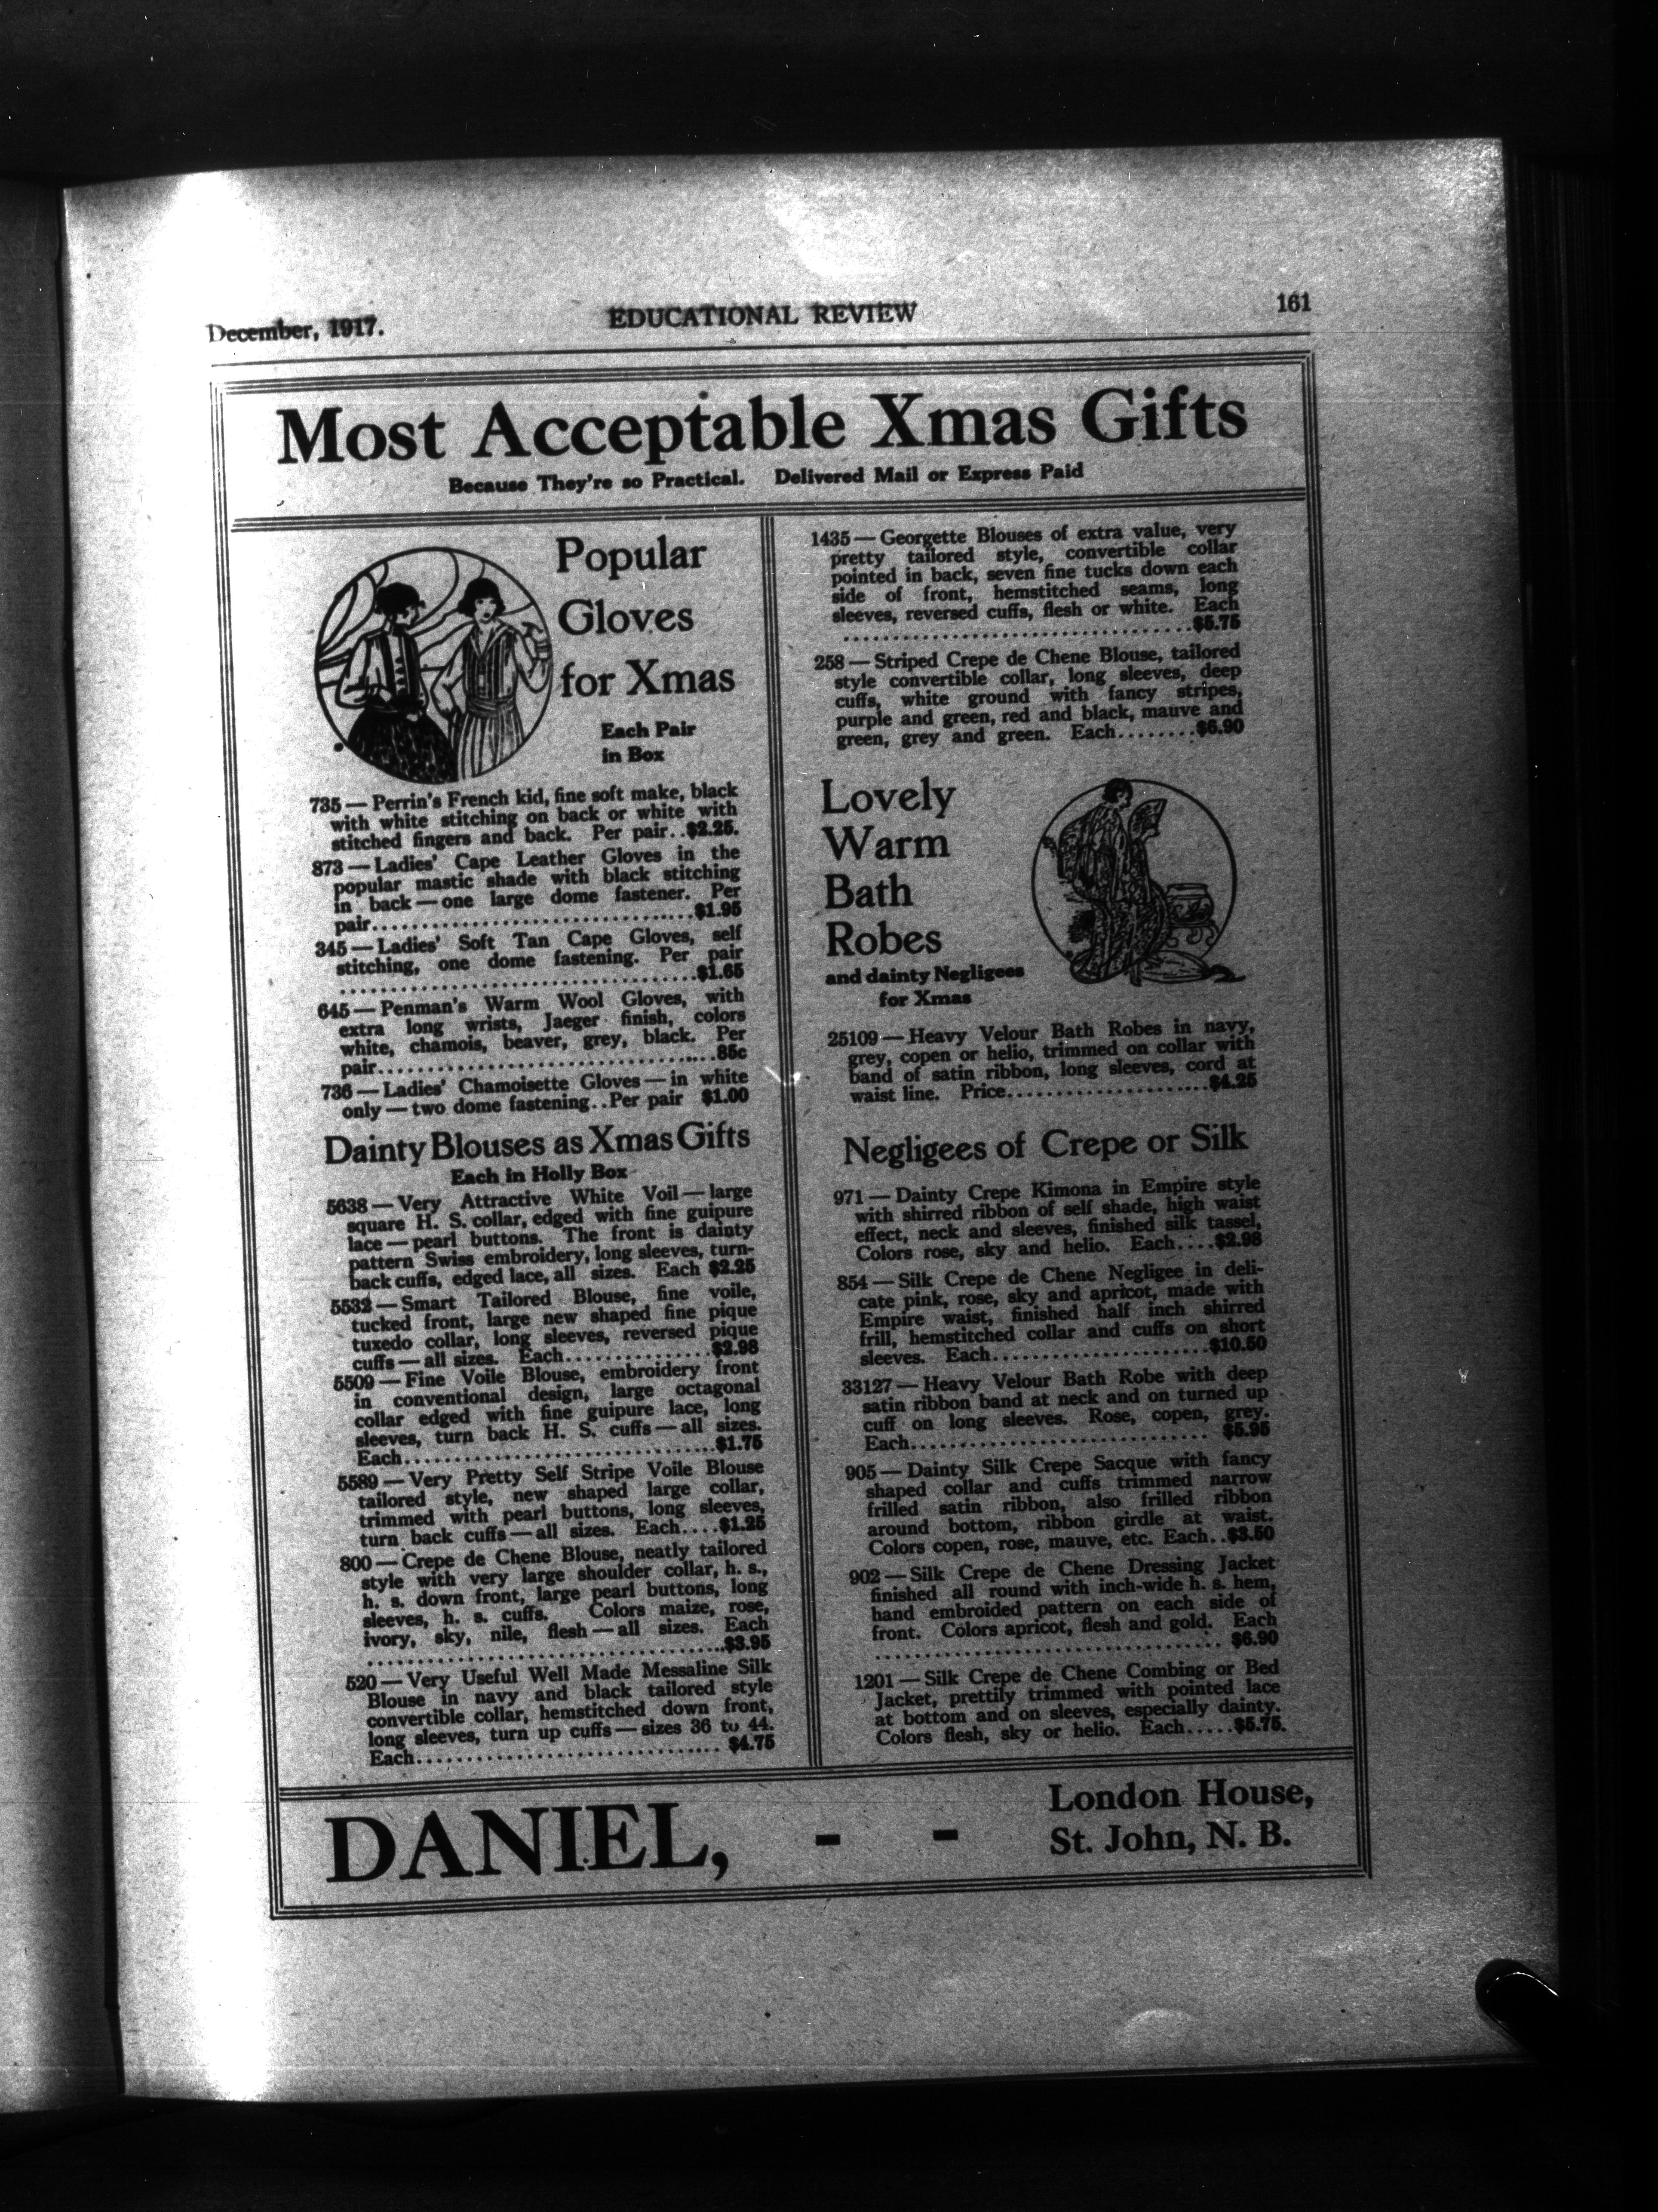 December, 1917.
EDUCATIONAL REVIEW
161
Most Acceptable Xmas Gifts
Because They're so Practical. Delivered Mail or Express Paid
Popular
Gloves
for Xmas
Each Pair
in Box
735 — Perrin's French kid, fine soft make, black
with white stitching on back or white with
stitched fingers and back. Per pair..$2.25.
873 — Ladies' Cape Leather Gloves in the
popular mastic shade with black stitching
in back — one large dome fastener. Per
pair..................................$1.95
345 — Ladies' Soft Tan Cape Gloves, self
stitching, one dome fastening. Per pair
......................................$1.65
645 — Penman's Warm Wool Gloves, with
extra long wrists, Jaeger finish, colors
white, chamois, beaver, grey, black. Per
pair....................................85c
736 — Ladies' Chamoisette Gloves — in white
only — two dome fastening..Per pair $1.00
Dainty Blouses as Xmas Gifts
Each in Holly Box
5638 — Very Attractive White Voil — large
square H. S. collar, edged with fine guipure
lace — pearl buttons. The front is dainty
pattern Swiss embroidery, long sleeves, turn-
back cuffs, edged lace, all sizes. Each $2.25
5532 — Smart Tailored Blouse, fine voile,
tucked front, large new shaped fine pique
tuxedo collar, long sleeves, reversed pique
cuffs — all sizes. Each...............$2.98
5509 — Fine Voile Blouse, embroidery front
in conventional design, large octagonal
collar edged with fine guipure lace, long
sleeves, turn back H. S. cuffs — all sizes.
Each.................................$1.75
5589 — Very Pretty Self Stripe Voile Blouse
tailored style, new shaped large collar,
trimmed with pearl buttons, long sleeves,
turn back cuffs — all sizes. Each....$1.25
800 — Crepe de Chene Blouse, neatly tailored
style with very large shoulder collar, h. s.,
h. s. down front, large pearl buttons, long
sleeves, h. s. cuffs. Colors maize, rose,
ivory, sky, nile, flesh — all sizes. Each
.....................................$3.95
520 — Very Useful Well Made Messaline Silk
Blouse in navy and black tailored style
convertible collar, hemstitched down front,
long sleeves, turn up cuffs — sizes 36 to 44.
Each................................ $4.75
1435 — Georgette Blouses of extra value, very
pretty tailored style, convertible collar
pointed in back, seven fine tucks down each
side of front, hemstitched seams, long
sleeves, reversed cuffs, flesh or white. Each
.....................................$5.75
258 — Striped Crepe de Chene Blouse, tailored
style convertible collar, long sleeves, deep
cuffs, white ground with fancy stripes,
purple and green, red and black, mauve and
green, grey and green. Each........$6.90
Lovely
Warm
Bath
Robes
and dainty Negligees
for Xmas
25109 — Heavy Velour Bath Robes in navy,
grey, copen or helio, trimmed on collar with
band of satin ribbon, long sleeves, cord at
waist line. Price.....................$4.25
Negligees of Crepe or Silk
971 — Dainty Crepe Kimona in Empire style
with shirred ribbon of self shade, high waist
effect, neck and sleeves, finished silk tassel,
Colors rose, sky and helio. Each....$2.98
854 — Silk Crepe de Chene Negligee in deli-
cate pink, rose, sky and apricot, made with
Empire waist, finished half inch shirred
frill, hemstitched collar and cuffs on short
sleeves. Each.......................$10.50
33127 — Heavy Velour Bath Robe with deep
satin ribbon band at neck and on turned up
cuff on long sleeves. Rose, copen, grey.
Each............................... $5.95
905 — Dainty Silk Crepe Sacque with fancy
shaped collar and cuffs trimmed narrow
frilled satin ribbon, also frilled ribbon
around bottom, ribbon girdle at waist.
Colors copen, rose, mauve, etc. Each..$3.50
902 — Silk Crepe de Chene Dressing Jacket
finished all round with inch-wide h. s. hem,
hand embroided pattern on each side of
front. Colors apricot, flesh and gold. Each
.................................... $6.90
1201 — Silk Crepe de Chene Combing or Bed
Jacket, prettily trimmed with pointed lace
at bottom and on sleeves, especially dainty.
Colors flesh, sky or helio. Each.....$5.75.
DANIEL, - -
London House,
St. John, N. B.